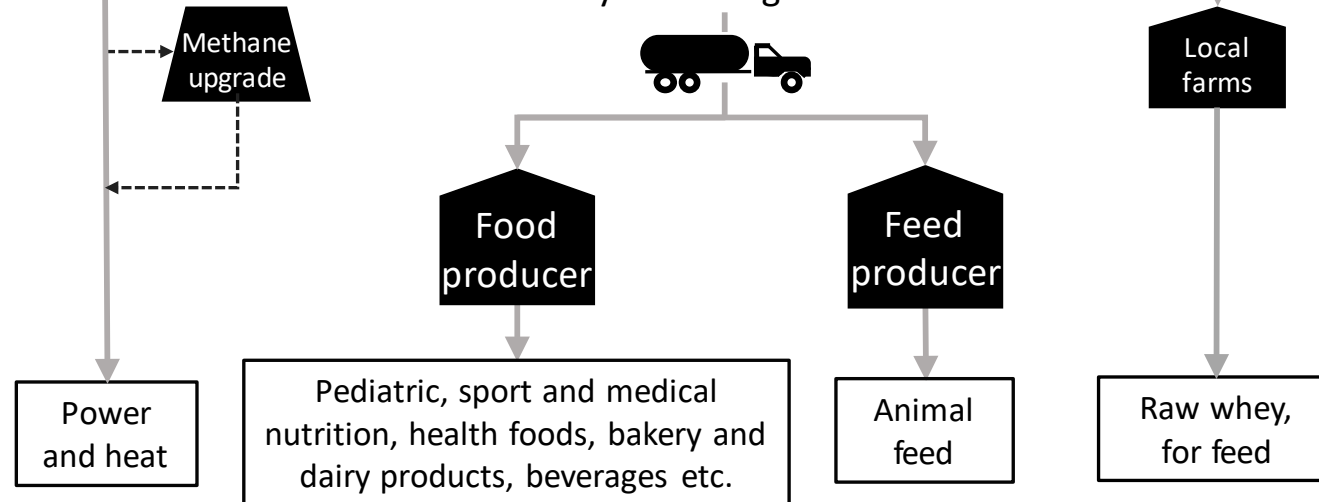 Methane
upgrade
Local
farms
Food
producer
Feed
producer
Power
and heat
Pediatric, sport and medical
nutrition, health foods, bakery and
dairy products, beverages etc.
Animal
feed
Raw whey,
for feed